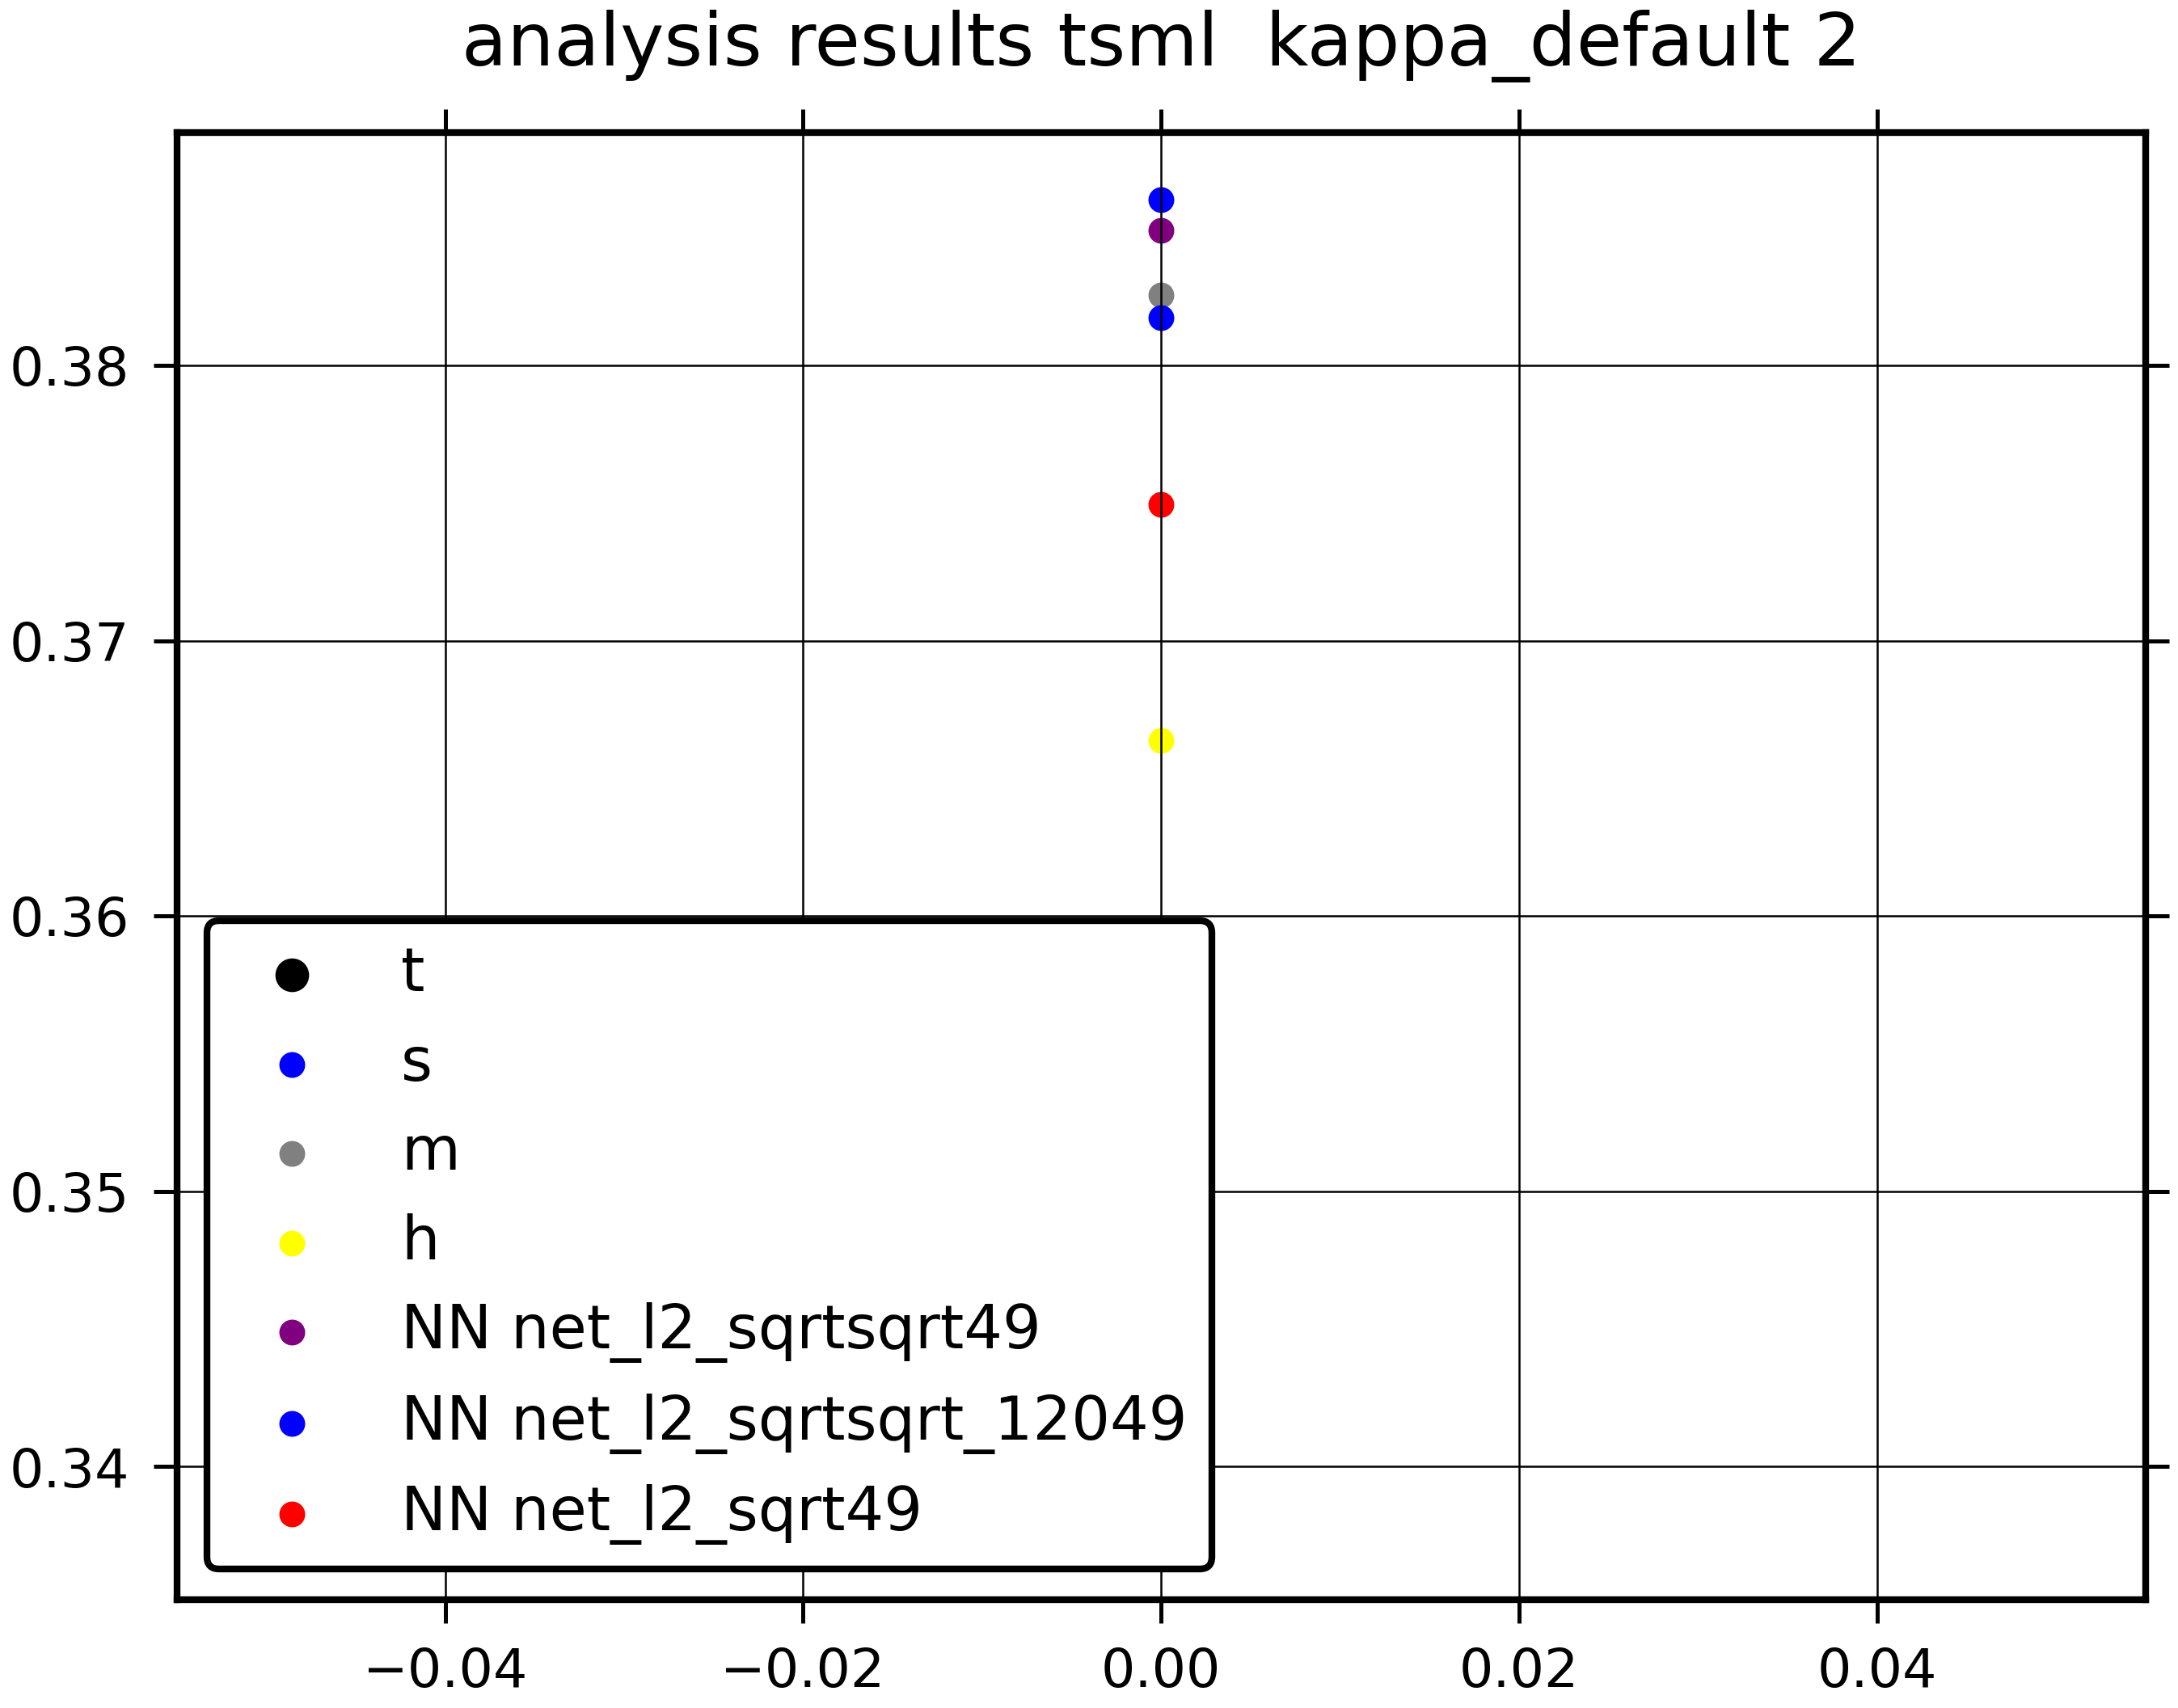 analysis results tsml  kappa_default 2
0.38
0.37
0.36
0.35
0.34
t
s
m
h
NN net_l2_sqrtsqrt49
NN net_l2_sqrtsqrt_12049
NN net_l2_sqrt49
−0.04 −0.02 0.00 0.02 0.04